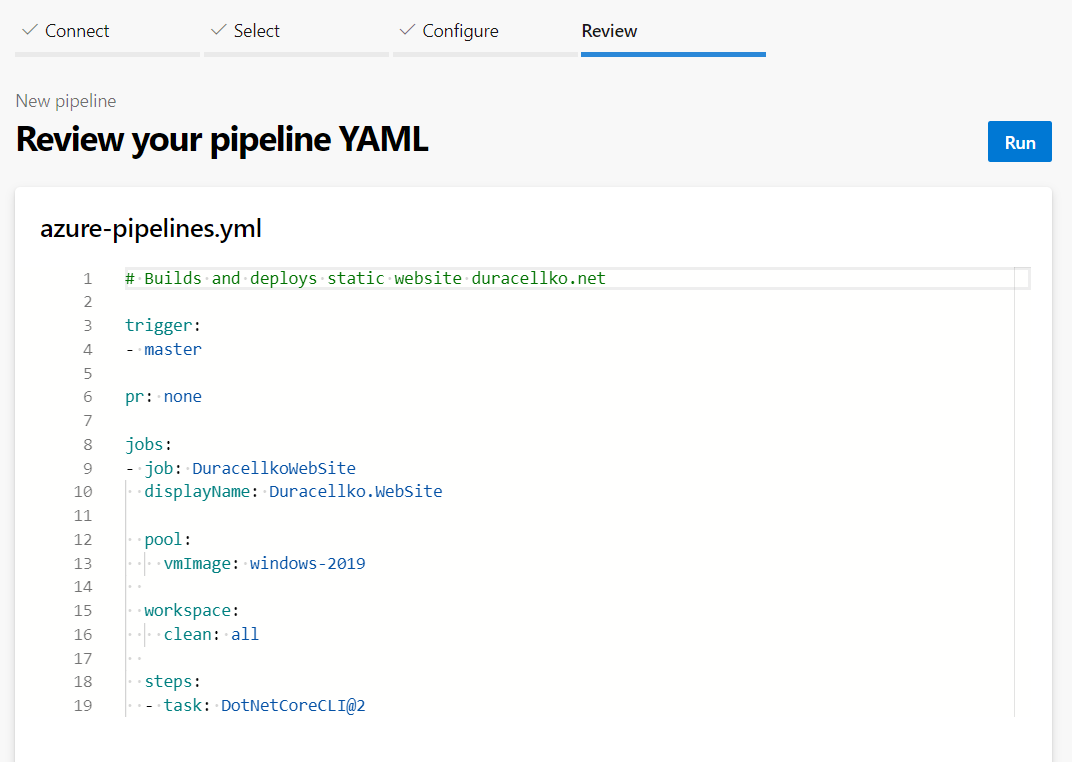 Connect
Select
Configure
Review
New pipeline
Review your pipeline YAML
Run
azure-pipelines.yml
1 # Builds and deploys static website duracellko.net
2
3 trigger:
4 - master
5
6 pr: none
7
8 jobs:
9 - job: DuracellkoWebSite
10   displayName: Duracellko.WebSite
11
12   pool:
13     vmImage: windows-2019
14
15   workspace:
16     clean: all
17
18   steps:
19   - task: DotNetCoreCLI@2